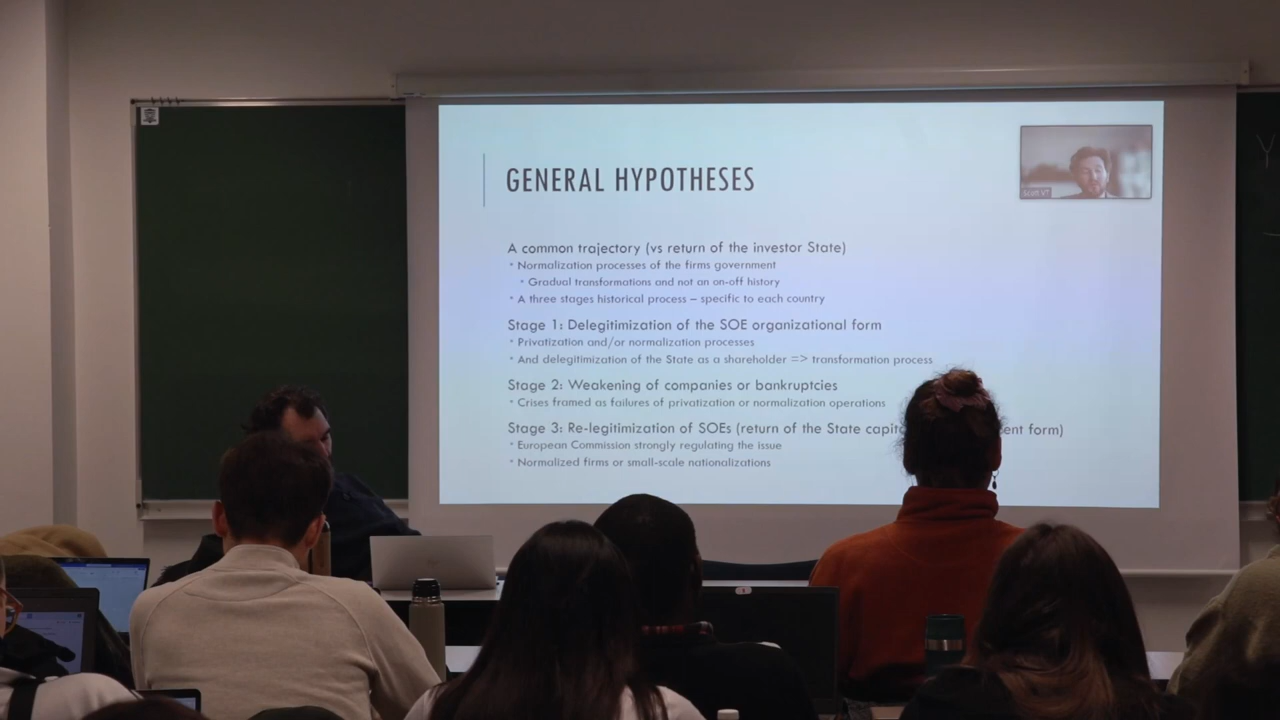 GENERAL HYPOTHESES
Scott VT
A common trajectory (vs return of the investor State)
Normalization processes of the firms government
Gradual transformations and not an on-off history
A three stages historical process – specific to each country
Stage 1: Delegitimization of the SOE organizational form
Privatization and/or normalization processes
And delegitimization of the State as a shareholder => transformation process
Stage 2: Weakening of companies or bankruptcies
Crises framed as failures of privatization or normalization operations
Stage 3: Re-legitimization of SOEs (return of the State form)
European Commission strongly regulating the issue
Normalized firms or small-scale nationalizations